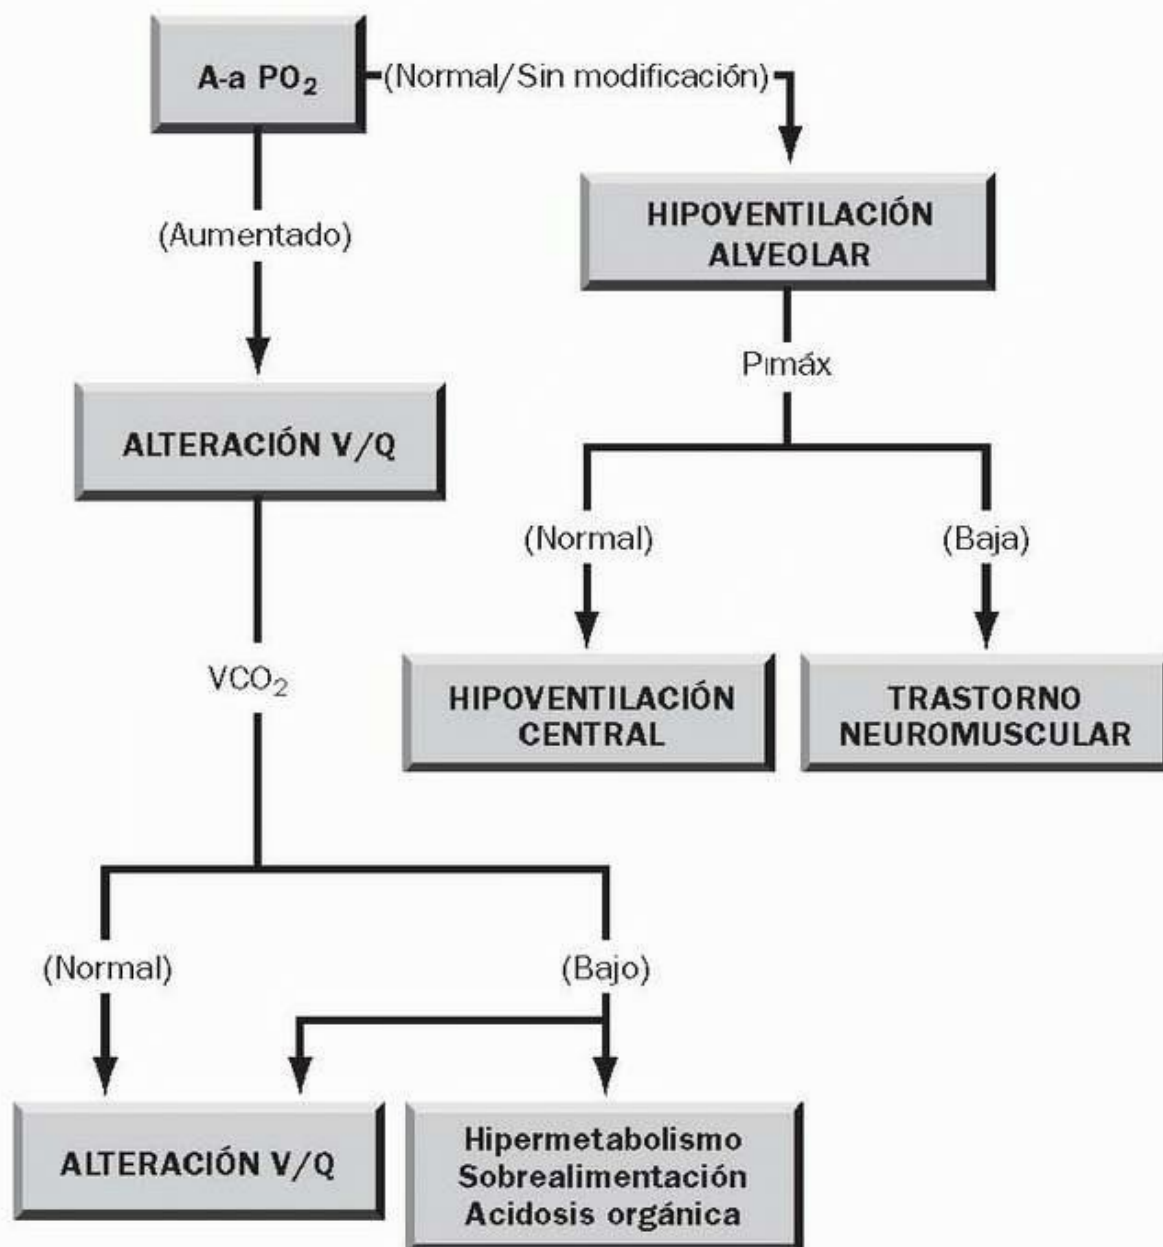 A-a PO₂
(Normal/Sin modificación)
(Aumentado)
HIPOVENTILACIÓN
ALVEOLAR
PImáx
ALTERACIÓN V/Q
(Normal)
(Baja)
VCO₂
HIPOVENTILACIÓN
CENTRAL
TRASTORNO
NEUROMUSCULAR
(Normal)
(Bajo)
ALTERACIÓN V/Q
Hipermetabolismo
Sobrealimentación
Acidosis orgánica